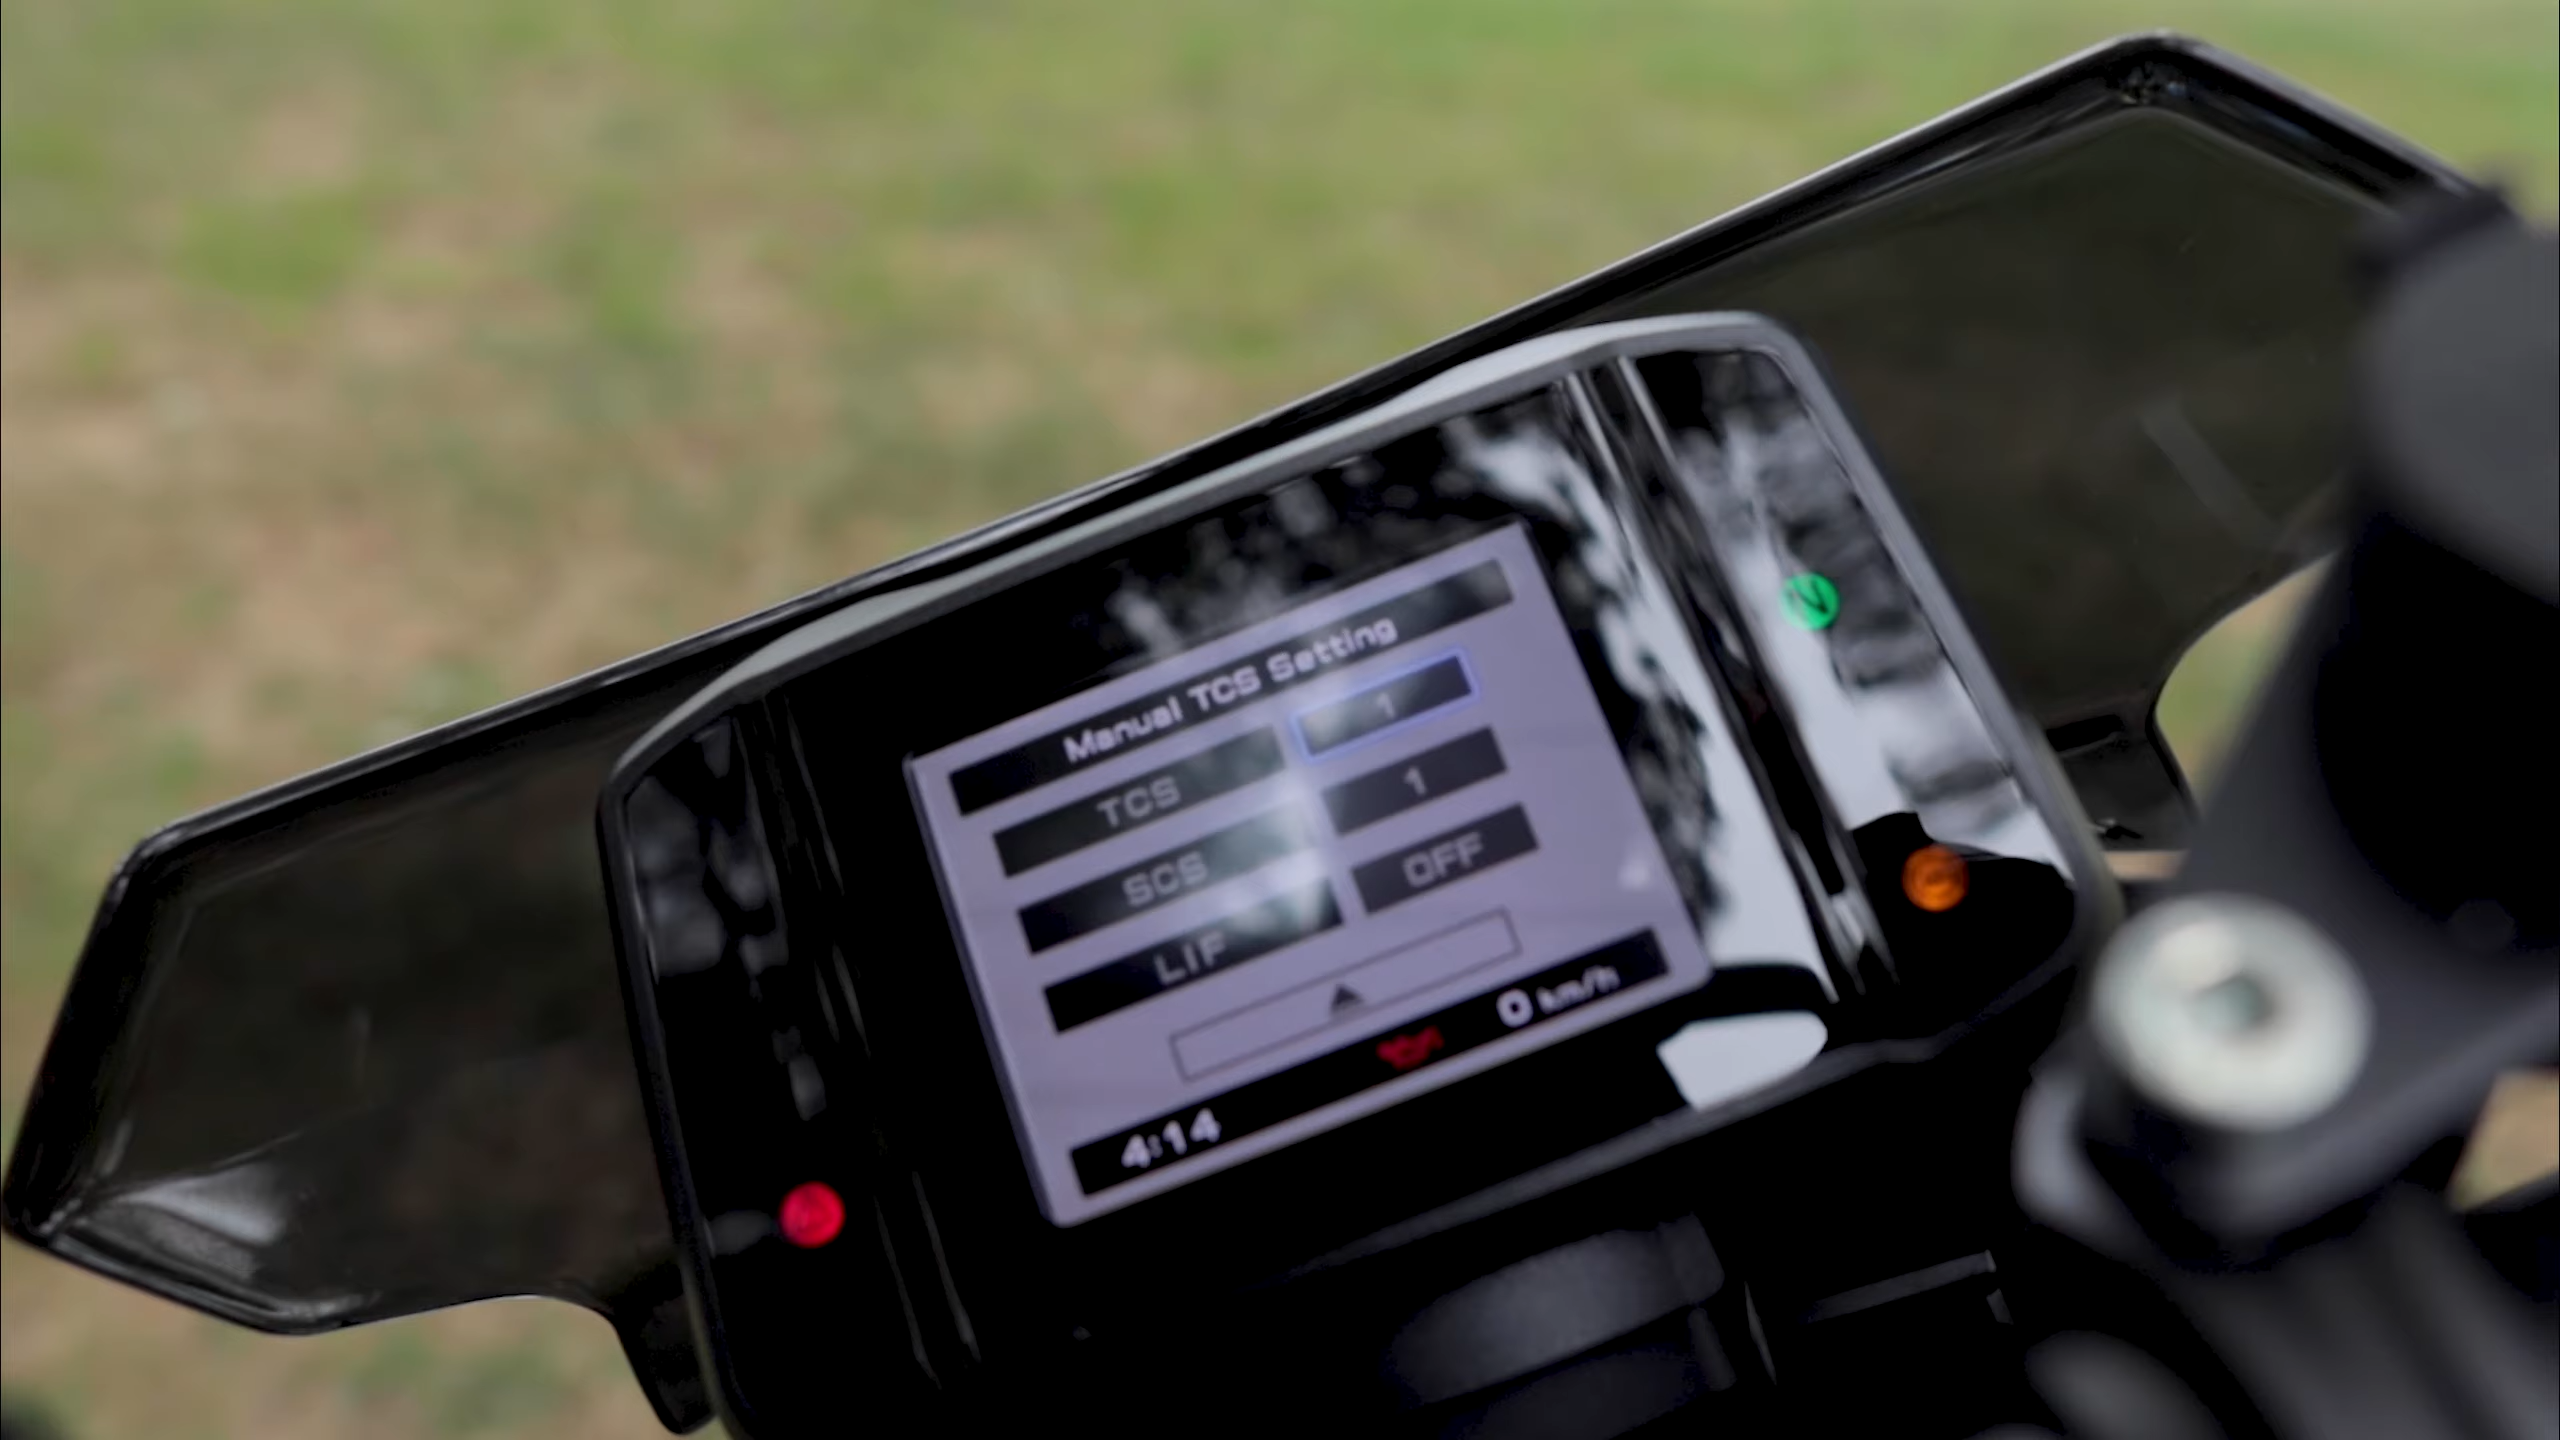 Manual TCS Setting
TCS 1
SCS 1
LIF OFF
4:14 0 km/h
N